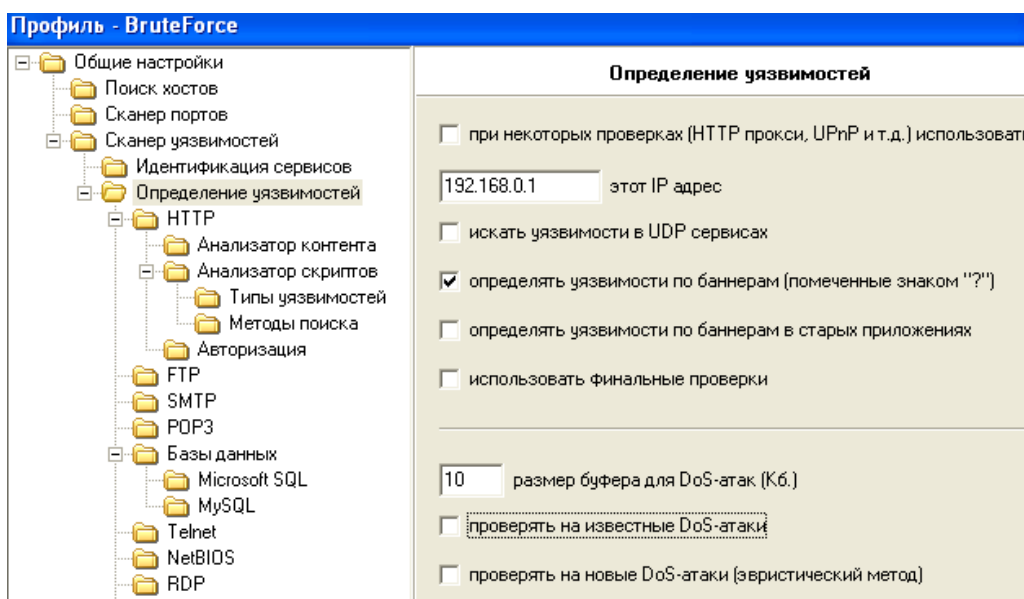 Профиль - BruteForce
Общие настройки
Поиск хостов
Сканер портов
Сканер уязвимостей
Идентификация сервисов
Определение уязвимостей
HTTP
Анализатор контента
Анализатор скриптов
Типы уязвимостей
Методы поиска
Авторизация
FTP
SMTP
POP3
Базы данных
Microsoft SQL
MySQL
Telnet
NetBIOS
RDP
Определение уязвимостей
при некоторых проверках (HTTP прокси, UPnP и т.д.) использовать
192.168.0.1 этот IP адрес
искать уязвимости в UDP сервисах
определять уязвимости по баннерам (помеченные знаком "?")
определять уязвимости по баннерам в старых приложениях
использовать финальные проверки
10 размер буфера для DoS-атак (Кб.)
проверять на известные DoS-атаки
проверять на новые DoS-атаки (эвристический метод)